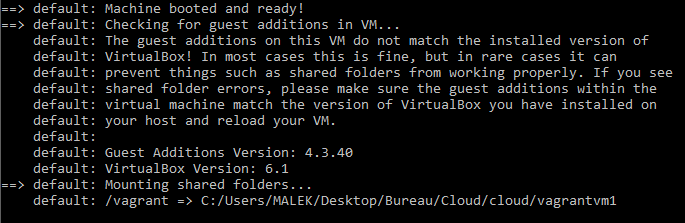 ==> default: Machine booted and ready!
==> default: Checking for guest additions in VM...
default: The guest additions on this VM do not match the installed version of
default: VirtualBox! In most cases this is fine, but in rare cases it can
default: prevent things such as shared folders from working properly. If you see
default: shared folder errors, please make sure the guest additions within the
default: virtual machine match the version of VirtualBox you have installed on
default: your host and reload your VM.
default:
default: Guest Additions Version: 4.3.40
default: VirtualBox Version: 6.1
==> default: Mounting shared folders...
default: /vagrant => C:/Users/MALEK/Desktop/Bureau/Cloud/cloud/vagrantvm1